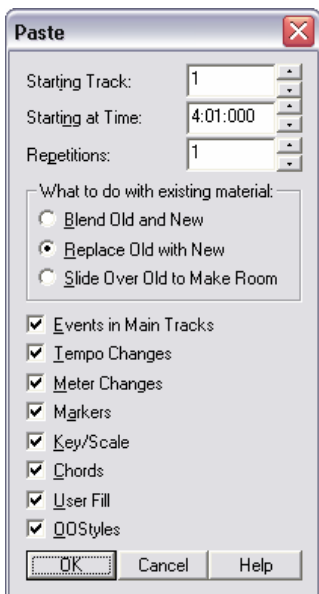 Paste
Starting Track: 1
Starting at Time: 4:01:000
Repetitions: 1
What to do with existing material:
Blend Old and New
Replace Old with New
Slide Over Old to Make Room
Events in Main Tracks
Tempo Changes
Meter Changes
Markers
Key/Scale
Chords
User Fill
QQStyles
OK Cancel Help